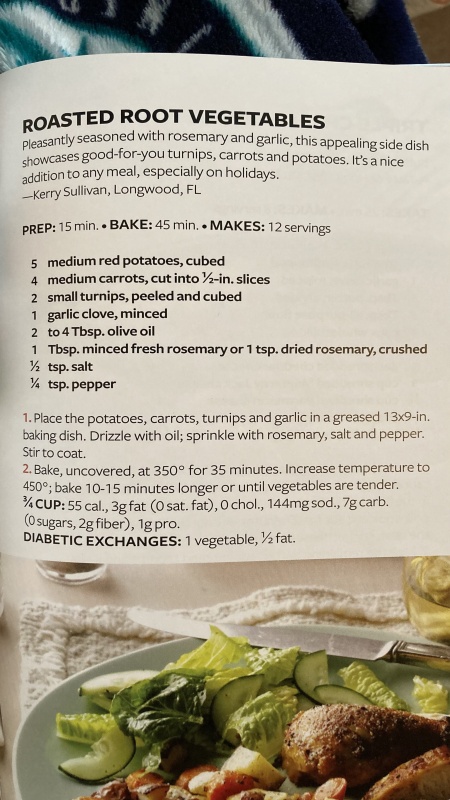 ROASTED ROOT VEGETABLES
Pleasantly seasoned with rosemary and garlic, this appealing side dish
showcases good-for-you turnips, carrots and potatoes. It's a nice
addition to any meal, especially on holidays.
—Kerry Sullivan, Longwood, FL
PREP: 15 min. • BAKE: 45 min. • MAKES: 12 servings
5 medium red potatoes, cubed
4 medium carrots, cut into ½-in. slices
2 small turnips, peeled and cubed
1 garlic clove, minced
2 to 4 Tbsp. olive oil
1 Tbsp. minced fresh rosemary or 1 tsp. dried rosemary, crushed
½ tsp. salt
¼ tsp. pepper
1. Place the potatoes, carrots, turnips and garlic in a greased 13x9-in.
baking dish. Drizzle with oil; sprinkle with rosemary, salt and pepper.
Stir to coat.
2. Bake, uncovered, at 350° for 35 minutes. Increase temperature to
450°; bake 10-15 minutes longer or until vegetables are tender.
¾ CUP: 55 cal., 3g fat (0 sat. fat), 0 chol., 144mg sod., 7g carb.
(0 sugars, 2g fiber), 1g pro.
DIABETIC EXCHANGES: 1 vegetable, ½ fat.